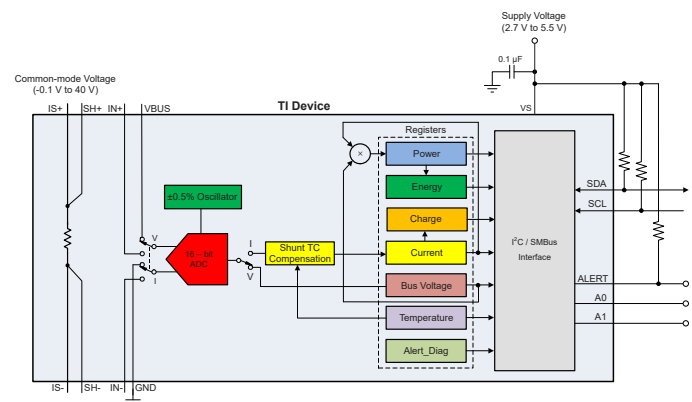 Supply Voltage
(2.7 V to 5.5 V)
0.1 µF
Common-mode Voltage
(-0.1 V to 40 V)
IS+
SH+
IN+
VBUS
TI Device
VS
Registers
×
Power
±0.5% Oscillator
Energy
SDA
Charge
SCL
V
I
16 – bit
ADC
Shunt TC
Compensation
Current
I²C / SMBus
Interface
I
V
Bus Voltage
ALERT
A0
Temperature
A1
Alert_Diag
IS-
SH-
IN-
GND